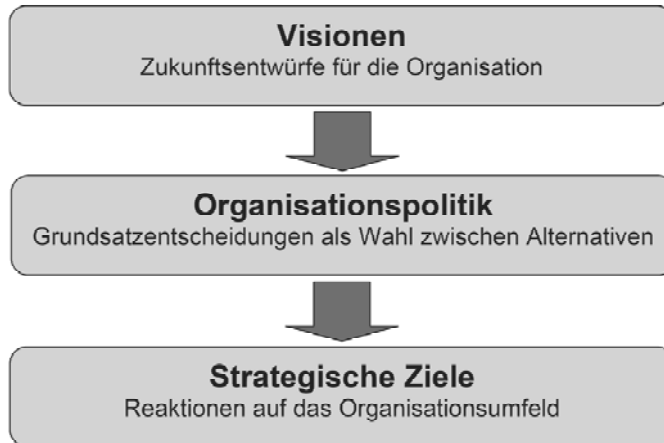 Visionen
Zukunftsentwürfe für die Organisation
Organisationspolitik
Grundsatzentscheidungen als Wahl zwischen Alternativen
Strategische Ziele
Reaktionen auf das Organisationsumfeld